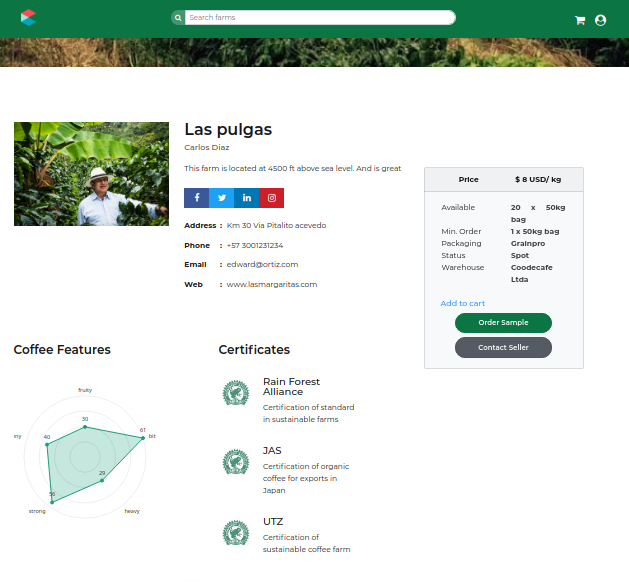 Search farms
Las pulgas
Carlos Diaz
This farm is located at 4500 ft above sea level. And is great
Address : Km 30 Via Pitalito acevedo
Phone : +57 3001231234
Email : edward@ortiz.com
Web : www.lasmargaritas.com
Price $ 8 USD/ kg
Available 20 x 50kg
bag
Min. Order 1 x 50kg bag
Packaging Grainpro
Status Spot
Warehouse Coodecafe
Ltda
Add to cart
Order Sample
Contact Seller
Coffee Features
fruity
30
61
bit
40
iny
29
56
strong
heavy
Certificates
Rain Forest
Alliance
Certification of standard
in sustainable farms
JAS
Certification of organic
coffee for exports in
Japan
UTZ
Certification of
sustainable coffee farm